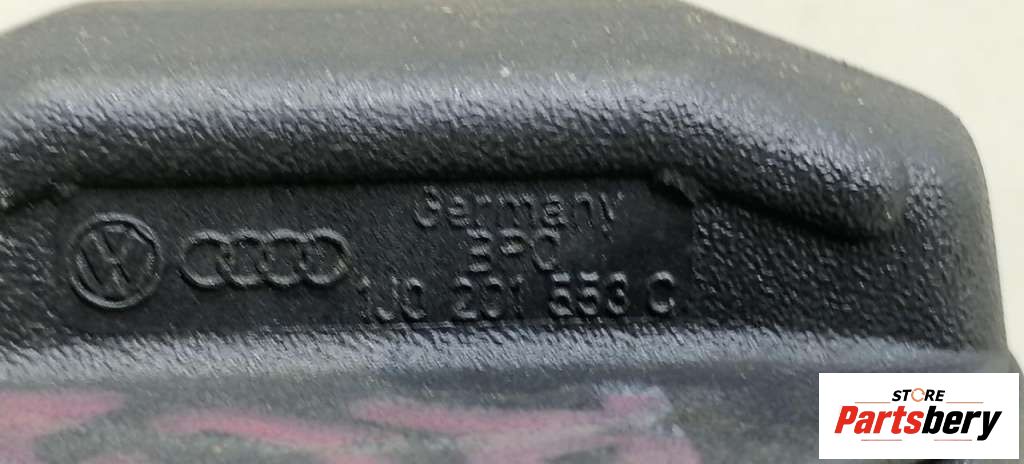 Germany
BPO
1J0 201 553 C
STORE
Partsbery